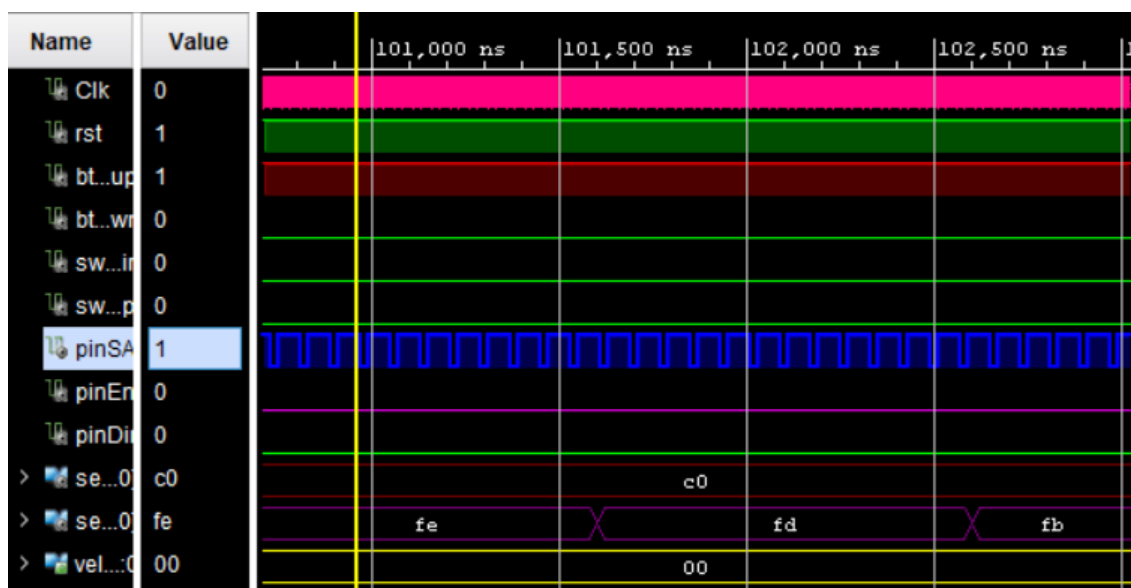 Name Value 101,000 ns 101,500 ns 102,000 ns 102,500 ns
Clk 0
rst 1
bt...up 1
bt...wr 0
sw...ir 0
sw...p 0
pinSA 1
pinEn 0
pinDi 0
> se...0] c0 c0
> se...0] fe fe fd fb
> vel...:0 00 00